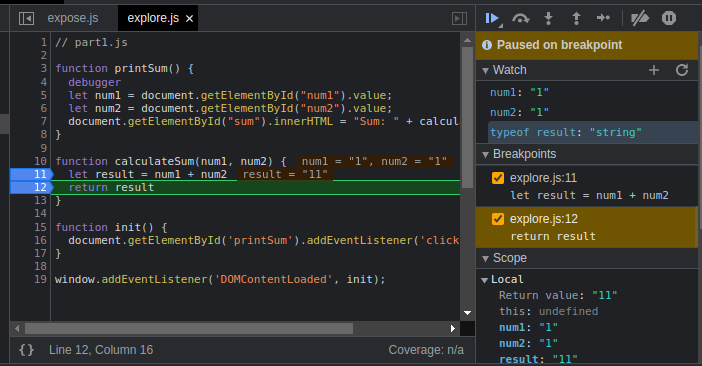 expose.js explore.js ×
1 // part1.js
2
3 function printSum() {
4 debugger
5 let num1 = document.getElementById("num1").value;
6 let num2 = document.getElementById("num2").value;
7 document.getElementById("sum").innerHTML = "Sum: " + calcula
8 }
9
10 function calculateSum(num1, num2) { num1 = "1", num2 = "1"
11 let result = num1 + num2 result = "11"
12 return result
13 }
14
15 function init() {
16 document.getElementById('printSum').addEventListener('click
17 }
18
19 window.addEventListener('DOMContentLoaded', init);
{} Line 12, Column 16 Coverage: n/a
Paused on breakpoint
Watch
num1: "1"
num2: "1"
typeof result: "string"
Breakpoints
explore.js:11
let result = num1 + num2
explore.js:12
return result
Scope
Local
Return value: "11"
this: undefined
num1: "1"
num2: "1"
result: "11"